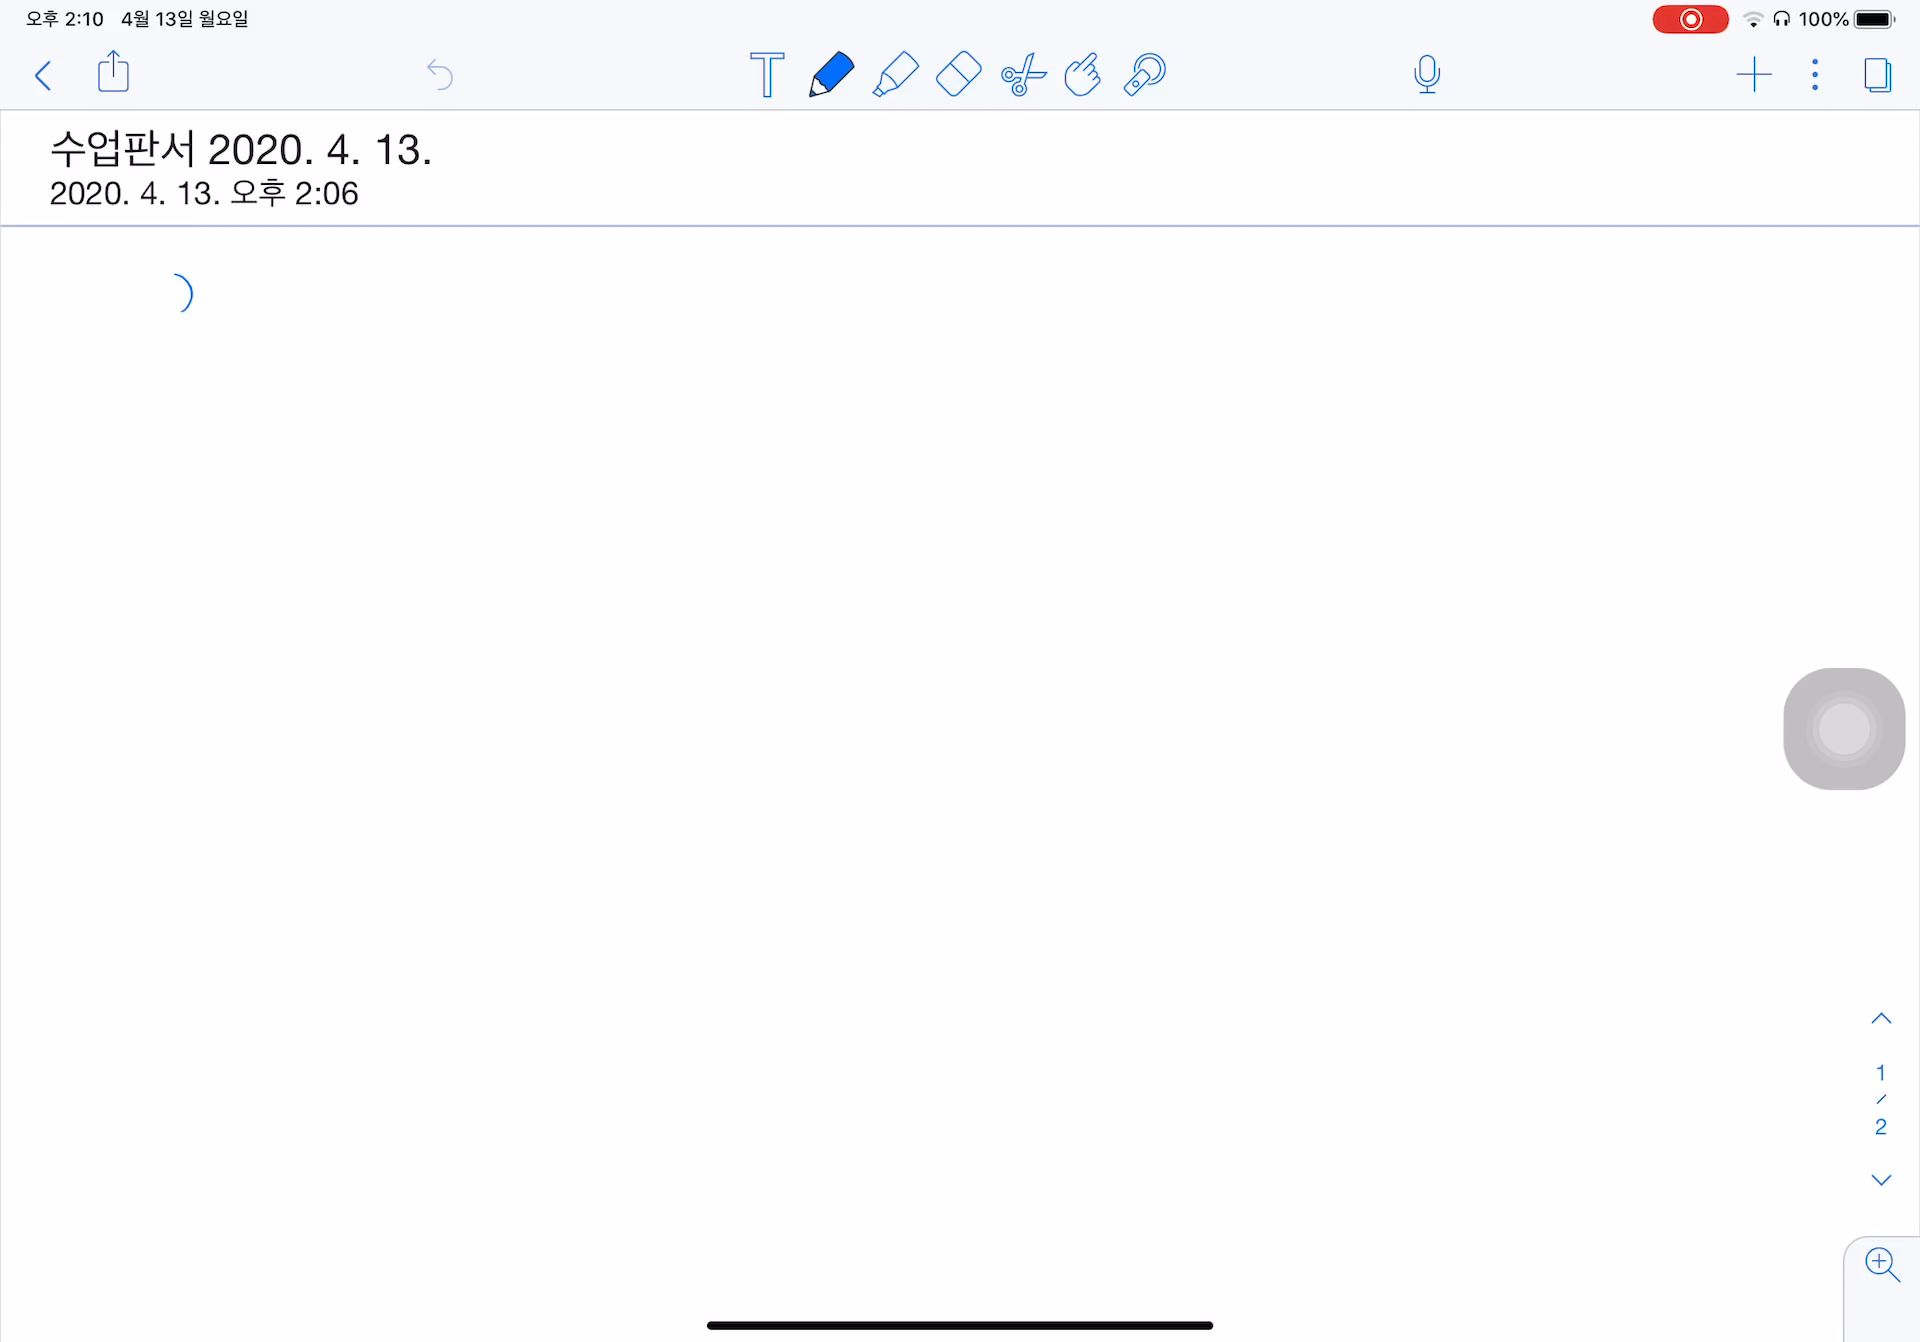 오후 2:10 4월 13일 월요일
100%
수업판서 2020. 4. 13.
2020. 4. 13. 오후 2:06
)
1
/
2